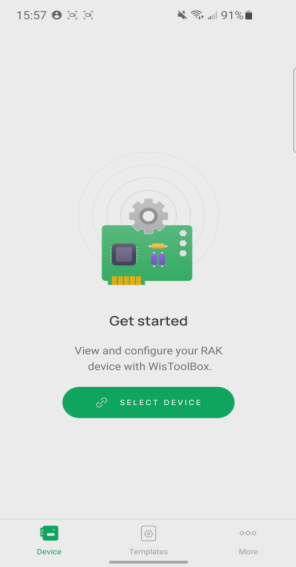 15:57 91%
Get started
View and configure your RAK
device with WisToolBox.
SELECT DEVICE
Device Templates More